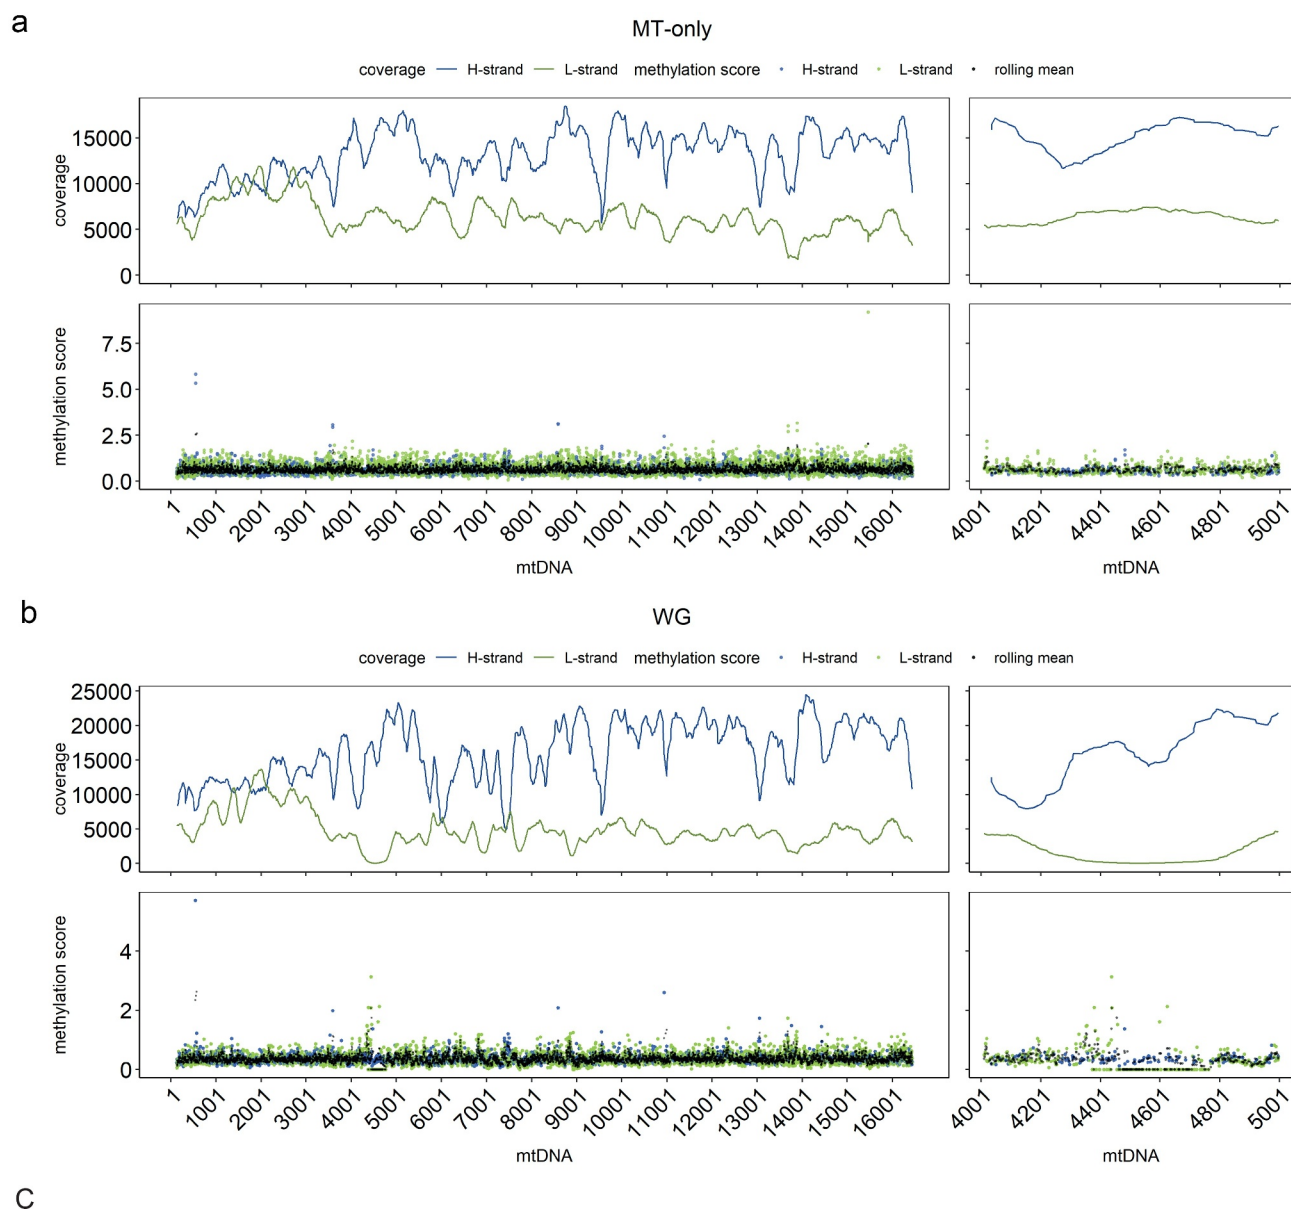 a
MT-only
coverage H-strand L-strand methylation score H-strand L-strand rolling mean
coverage
15000
10000
5000
0
methylation score
7.5
5.0
2.5
0.0
1 1001 2001 3001 4001 5001 6001 7001 8001 9001 10001 11001 12001 13001 14001 15001 16001
mtDNA
4001 4201 4401 4601 4801 5001
mtDNA
b
WG
coverage H-strand L-strand methylation score H-strand L-strand rolling mean
coverage
25000
20000
15000
10000
5000
0
methylation score
4
2
0
1 1001 2001 3001 4001 5001 6001 7001 8001 9001 10001 11001 12001 13001 14001 15001 16001
mtDNA
4001 4201 4401 4601 4801 5001
mtDNA
C